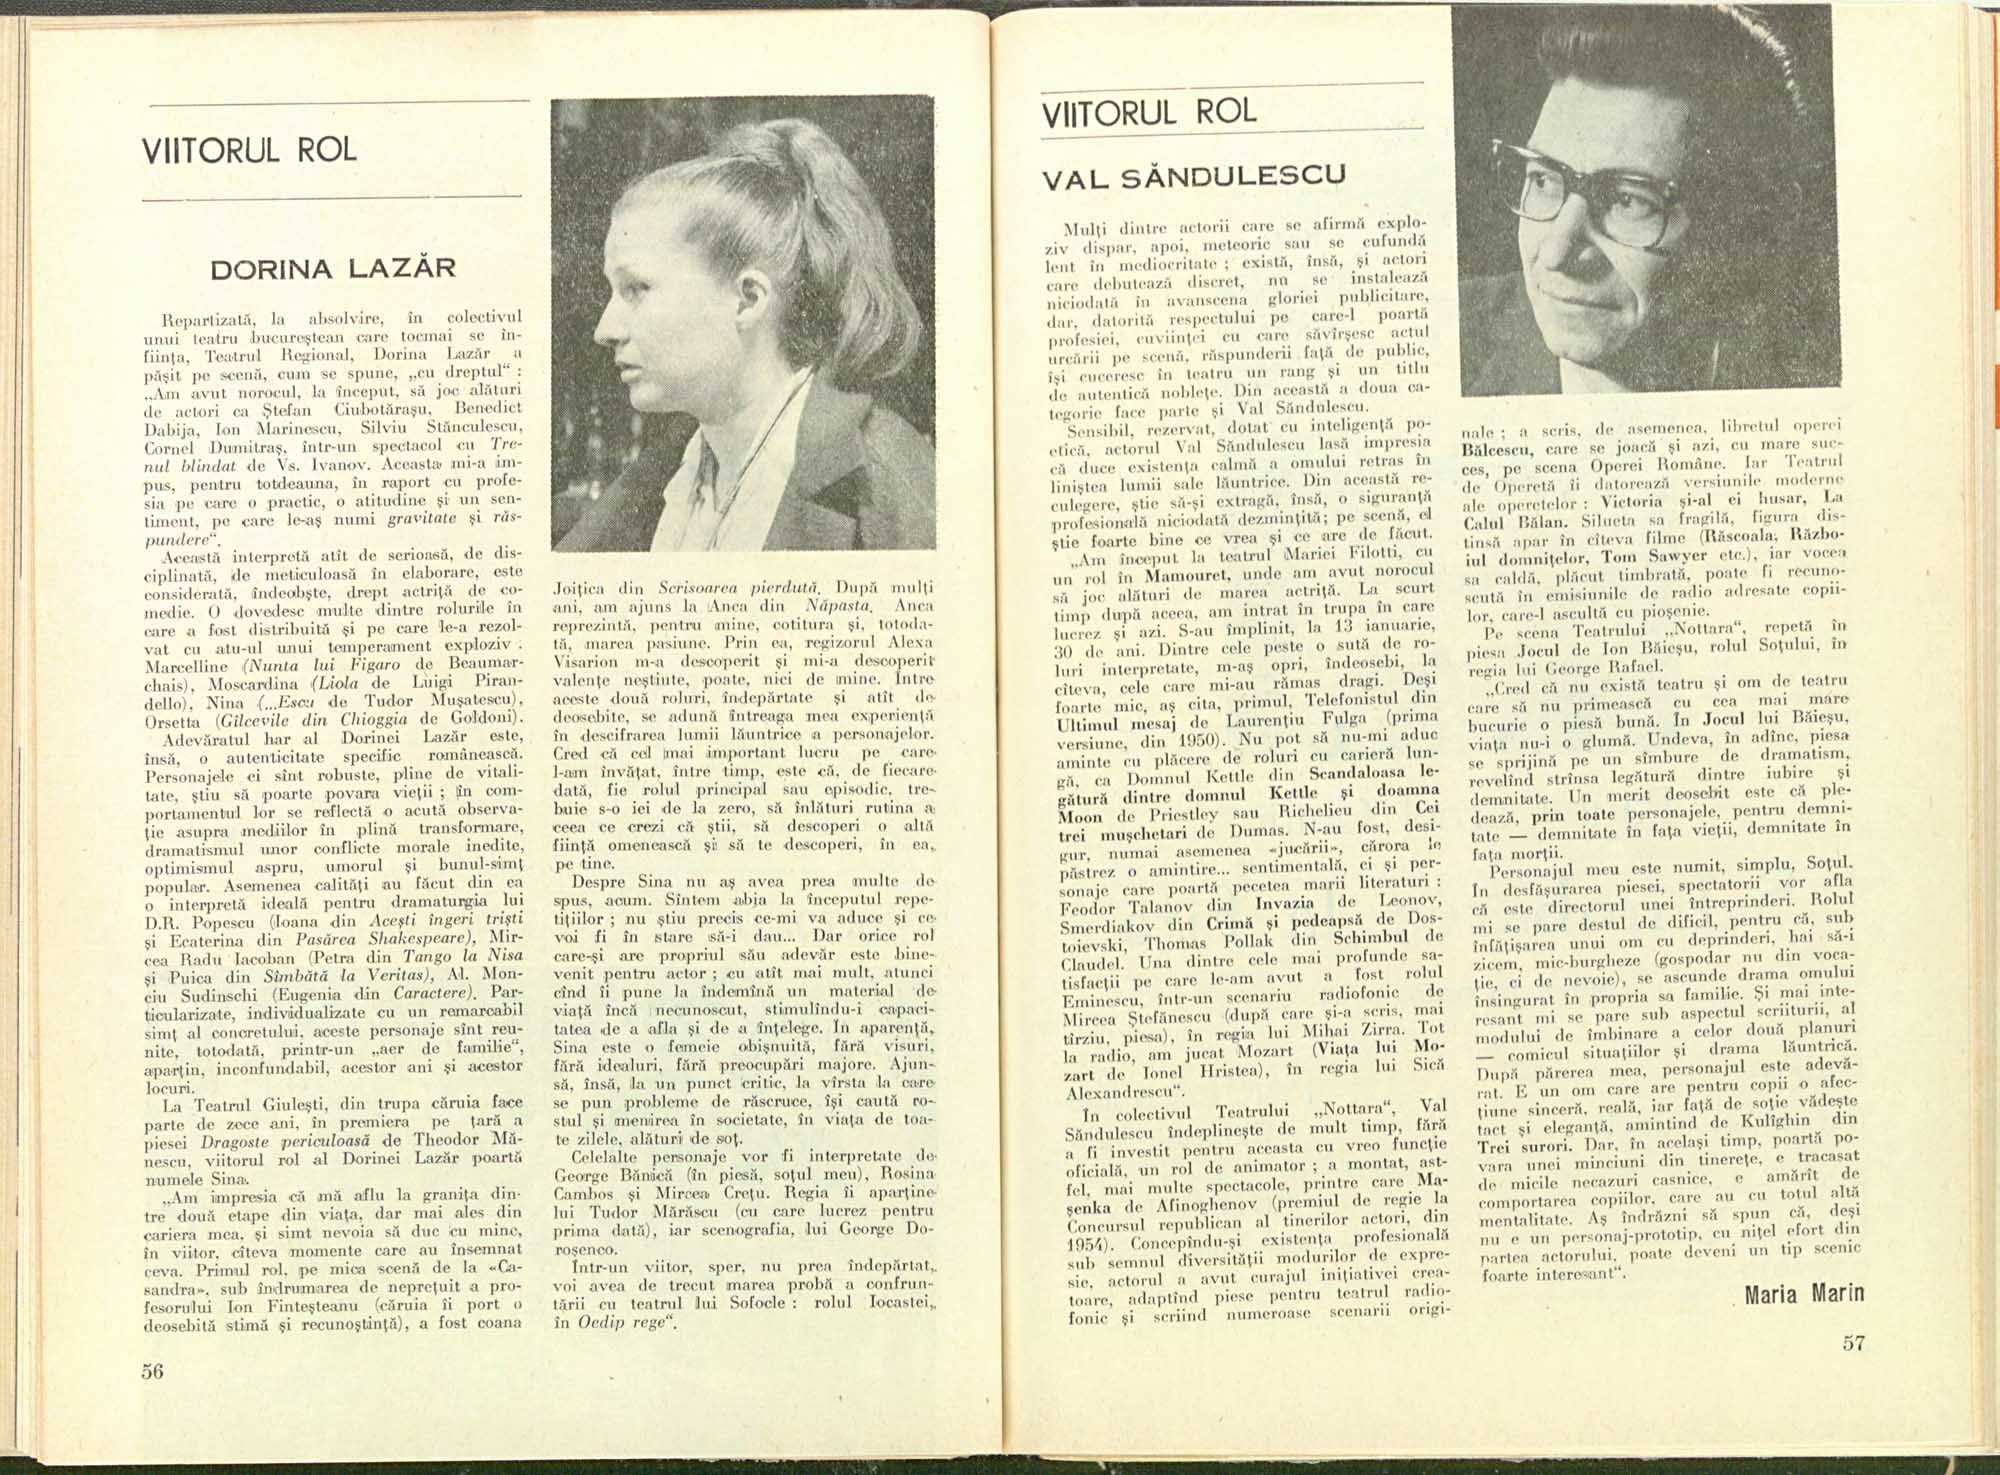 VIITORUL ROL
DORINA LAZĂR
Repartizată, la absolvire, în colectivul
unui teatru bucureştean care tocmai se în-
fiinţa, Teatrul Regional, Dorina Lazăr a
păşit pe scenă, cum se spune, „cu dreptul“ :
„Am avut norocul, la început, să joc alături
de actori ca Ştefan Ciubotăraşu, Benedict
Dabija, Ion Marinescu, Silviu Stănculescu,
Cornel Dumitraş, într-un spectacol cu Tre-
nul blindat de Vs. Ivanov. Aceasta mi-a im-
pus, pentru totdeauna, în raport cu profe-
sia pe care o practic, o atitudine şi un sen-
timent, pe care le-aş numi gravitate şi răs-
pundere“.
Această interpretă atît de serioasă, de dis-
ciplinată, de meticuloasă în elaborare, este
considerată, îndeobşte, drept actriţă de co-
medie. O dovedesc multe dintre rolurile în
care a fost distribuită şi pe care le-a rezol-
vat cu atu-ul unui temperament exploziv :
Marcelline (Nunta lui Figaro de Beaumar-
chais), Moscardina (Liola de Luigi Piran-
dello), Nina (...Escu de Tudor Muşatescu),
Orsetta (Gîlcevile din Chioggia de Goldoni).
Adevăratul har al Dorinei Lazăr este,
însă, o autenticitate specific românească.
Personajele ei sînt robuste, pline de vitali-
tate, ştiu să poarte povara vieţii ; în com-
portamentul lor se reflectă o acută observa-
ţie asupra mediilor în plină transformare,
dramatismul unor conflicte morale inedite,
optimismul aspru, umorul şi bunul-simţ
popular. Asemenea calităţi au făcut din ea
o interpretă ideală pentru dramaturgia lui
D.R. Popescu (Ioana din Aceşti îngeri trişti
şi Ecaterina din Pasărea Shakespeare), Mir-
cea Radu Iacoban (Petra din Tango la Nisa
şi Puica din Sîmbătă la Veritas), Al. Mon-
ciu Sudinschi (Eugenia din Caractere). Par-
ticularizate, individualizate cu un remarcabil
simţ al concretului, aceste personaje sînt reu-
nite, totodată, printr-un „aer de familie“,
aparţin, inconfundabil, acestor ani şi acestor
locuri.
La Teatrul Giuleşti, din trupa căruia face
parte de zece ani, în premiera pe ţară a
piesei Dragoste periculoasă de Theodor Mă-
nescu, viitorul rol al Dorinei Lazăr poartă
numele Sina.
„Am impresia că mă aflu la graniţa din-
tre două etape din viaţa, dar mai ales din
cariera mea, şi simt nevoia să duc cu mine,
în viitor, cîteva momente care au însemnat
ceva. Primul rol, pe mica scenă de la «Ca-
sandra», sub îndrumarea de nepreţuit a pro-
fesorului Ion Finteşteanu (căruia îi port o
deosebită stimă şi recunoştinţă), a fost coana
56
Joiţica din Scrisoarea pierdută. După mulţi
ani, am ajuns la Anca din Năpasta. Anca
reprezintă, pentru mine, cotitura şi, totoda-
tă, marea pasiune. Prin ea, regizorul Alexa
Visarion m-a descoperit şi mi-a descoperit
valenţe neştiute, poate, nici de mine. Între
aceste două roluri, îndepărtate şi atît de
deosebite, se adună întreaga mea experienţă
în descifrarea lumii lăuntrice a personajelor.
Cred că cel mai important lucru pe care
l-am învăţat, între timp, este că, de fiecare
dată, fie rolul principal sau episodic, tre-
buie s-o iei de la zero, să înlături rutina a
ceea ce crezi că ştii, să descoperi o altă
fiinţă omenească şi să te descoperi, în ea,
pe tine.
Despre Sina nu aş avea prea multe de
spus, acum. Sîntem abia la începutul repe-
tiţiilor ; nu ştiu precis ce-mi va aduce şi ce
voi fi în stare să-i dau... Dar orice rol
care-şi are propriul său adevăr este bine-
venit pentru actor ; cu atît mai mult, atunci
cînd îi pune la îndemînă un material de
viaţă încă necunoscut, stimulîndu-i capaci-
tatea de a afla şi de a înţelege. În aparenţă,
Sina este o femeie obişnuită, fără visuri,
fără idealuri, fără preocupări majore. Ajun-
să, însă, la un punct critic, la vîrsta la care
se pun probleme de răscruce, îşi caută ro-
stul şi menirea în societate, în viaţa de toa-
te zilele, alături de soţ.
Celelalte personaje vor fi interpretate de
George Bănică (în piesă, soţul meu), Rosina
Cambos şi Mircea Creţu. Regia îi aparţine
lui Tudor Mărăscu (cu care lucrez pentru
prima dată), iar scenografia, lui George Do-
roşenco.
Într-un viitor, sper, nu prea îndepărtat,
voi avea de trecut marea probă a confrun-
tării cu teatrul lui Sofocle : rolul Iocastei,
în Oedip rege“.
VIITORUL ROL
VAL SĂNDULESCU
Mulţi dintre actorii care se afirmă explo-
ziv dispar, apoi, meteoric sau se cufundă
lent în mediocritate ; există, însă, şi actori
care debutează discret, nu se instalează
niciodată în avanscena gloriei publicitare,
dar, datorită respectului pe care-l poartă
profesiei, cuviinţei cu care săvîrşesc actul
urcării pe scenă, răspunderii faţă de public,
îşi cuceresc în teatru un rang şi un titlu
de autentică nobleţe. Din această a doua ca-
tegorie face parte şi Val Săndulescu.
Sensibil, rezervat, dotat cu inteligenţă po-
etică, actorul Val Săndulescu lasă impresia
că duce existenţa calmă a omului retras în
liniştea lumii sale lăuntrice. Din această re-
culegere, ştie să-şi extragă, însă, o siguranţă
profesională niciodată dezminţită; pe scenă, el
ştie foarte bine ce vrea şi ce are de făcut.
„Am început la teatrul Mariei Filotti, cu
un rol în Mamouret, unde am avut norocul
să joc alături de marea actriţă. La scurt
timp după aceea, am intrat în trupa în care
lucrez şi azi. S-au împlinit, la 13 ianuarie,
30 de ani. Dintre cele peste o sută de ro-
luri interpretate, m-aş opri, îndeosebi, la
cîteva, cele care mi-au rămas dragi. Deşi
foarte mic, aş cita, primul, Telefonistul din
Ultimul mesaj de Laurenţiu Fulga (prima
versiune, din 1950). Nu pot să nu-mi aduc
aminte cu plăcere de roluri cu carieră lun-
gă, ca Domnul Kettle din Scandaloasa le-
gătură dintre domnul Kettle şi doamna
Moon de Priestley sau Richelieu din Cei
trei muşchetari de Dumas. N-au fost, desi-
gur, numai asemenea «jucării», cărora le
păstrez o amintire... sentimentală, ci şi per-
sonaje care poartă pecetea marii literaturi :
Feodor Talanov din Invazia de Leonov,
Smerdiakov din Crimă şi pedeapsă de Dos-
toievski, Thomas Pollak din Schimbul de
Claudel. Una dintre cele mai profunde sa-
tisfacţii pe care le-am avut a fost rolul
Eminescu, într-un scenariu radiofonic de
Mircea Ştefănescu (după care şi-a scris, mai
tîrziu, piesa), în regia lui Mihai Zirra. Tot
la radio, am jucat Mozart (Viaţa lui Mo-
zart de Ionel Hristea), în regia lui Sică
Alexandrescu“.
În colectivul Teatrului „Nottara“, Val
Săndulescu îndeplineşte de mult timp, fără
a fi investit pentru aceasta cu vreo funcţie
oficială, un rol de animator ; a montat, ast-
fel, mai multe spectacole, printre care Ma-
şenka de Afinoghenov (premiul de regie la
Concursul republican al tinerilor actori, din
1954). Concepîndu-şi existenţa profesională
sub semnul diversităţii modurilor de expre-
sie, actorul a avut curajul iniţiativei crea-
toare, adaptînd piese pentru teatrul radio-
fonic şi scriind numeroase scenarii origi-
nale ; a scris, de asemenea, libretul operei
Bălcescu, care se joacă şi azi, cu mare suc-
ces, pe scena Operei Române. Iar Teatrul
de Operetă îi datorează versiunile moderne
ale operetelor : Victoria şi-al ei husar, La
Calul Bălan. Silueta sa fragilă, figura dis-
tinsă apar în cîteva filme (Răscoala, Războ-
iul domniţelor, Tom Sawyer etc.), iar vocea
sa caldă, plăcut timbrată, poate fi recuno-
scută în emisiunile de radio adresate copii-
lor, care-l ascultă cu pioşenie.
Pe scena Teatrului „Nottara“, repetă în
piesa Jocul de Ion Băieşu, rolul Soţului, în
regia lui George Rafael.
„Cred că nu există teatru şi om de teatru
care să nu primească cu cea mai mare
bucurie o piesă bună. În Jocul lui Băieşu,
viaţa nu-i o glumă. Undeva, în adînc, piesa
se sprijină pe un sîmbure de dramatism,
revelînd strînsa legătură dintre iubire şi
demnitate. Un merit deosebit este că ple-
dează, prin toate personajele, pentru demni-
tate — demnitate în faţa vieţii, demnitate în
faţa morţii.
Personajul meu este numit, simplu, Soţul.
În desfăşurarea piesei, spectatorii vor afla
că este directorul unei întreprinderi. Rolul
mi se pare destul de dificil, pentru că, sub
înfăţişarea unui om cu deprinderi, hai să-i
zicem, mic-burgheze (gospodar nu din voca-
ţie, ci de nevoie), se ascunde drama omului
însingurat în propria sa familie. Şi mai inte-
resant mi se pare sub aspectul scriiturii, al
modului de îmbinare a celor două planuri
— comicul situaţiilor şi drama lăuntrică.
După părerea mea, personajul este adevă-
rat. E un om care are pentru copii o afec-
ţiune sinceră, reală, iar faţă de soţie vădeşte
tact şi eleganţă, amintind de Kulîghin din
Trei surori. Dar, în acelaşi timp, poartă po-
vara unei minciuni din tinereţe, e tracasat
de micile necazuri casnice, e amărît de
comportarea copiilor, care au cu totul altă
mentalitate. Aş îndrăzni să spun că, deşi
nu e un personaj-prototip, cu niţel efort din
partea actorului, poate deveni un tip scenic
foarte interesant“.
Maria Marin
57